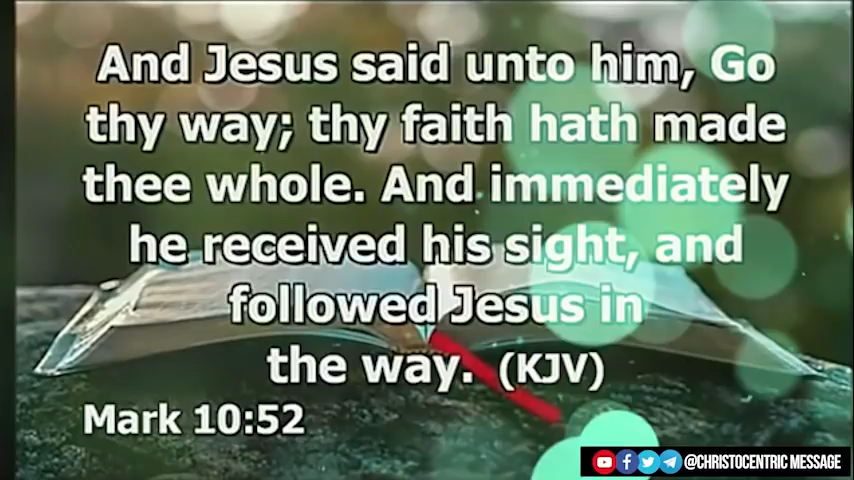 And Jesus said unto him, Go
thy way; thy faith hath made
thee whole. And immediately
he received his sight, and
followed Jesus in
the way. (KJV)
Mark 10:52
@CHRISTOCENTRIC MESSAGE